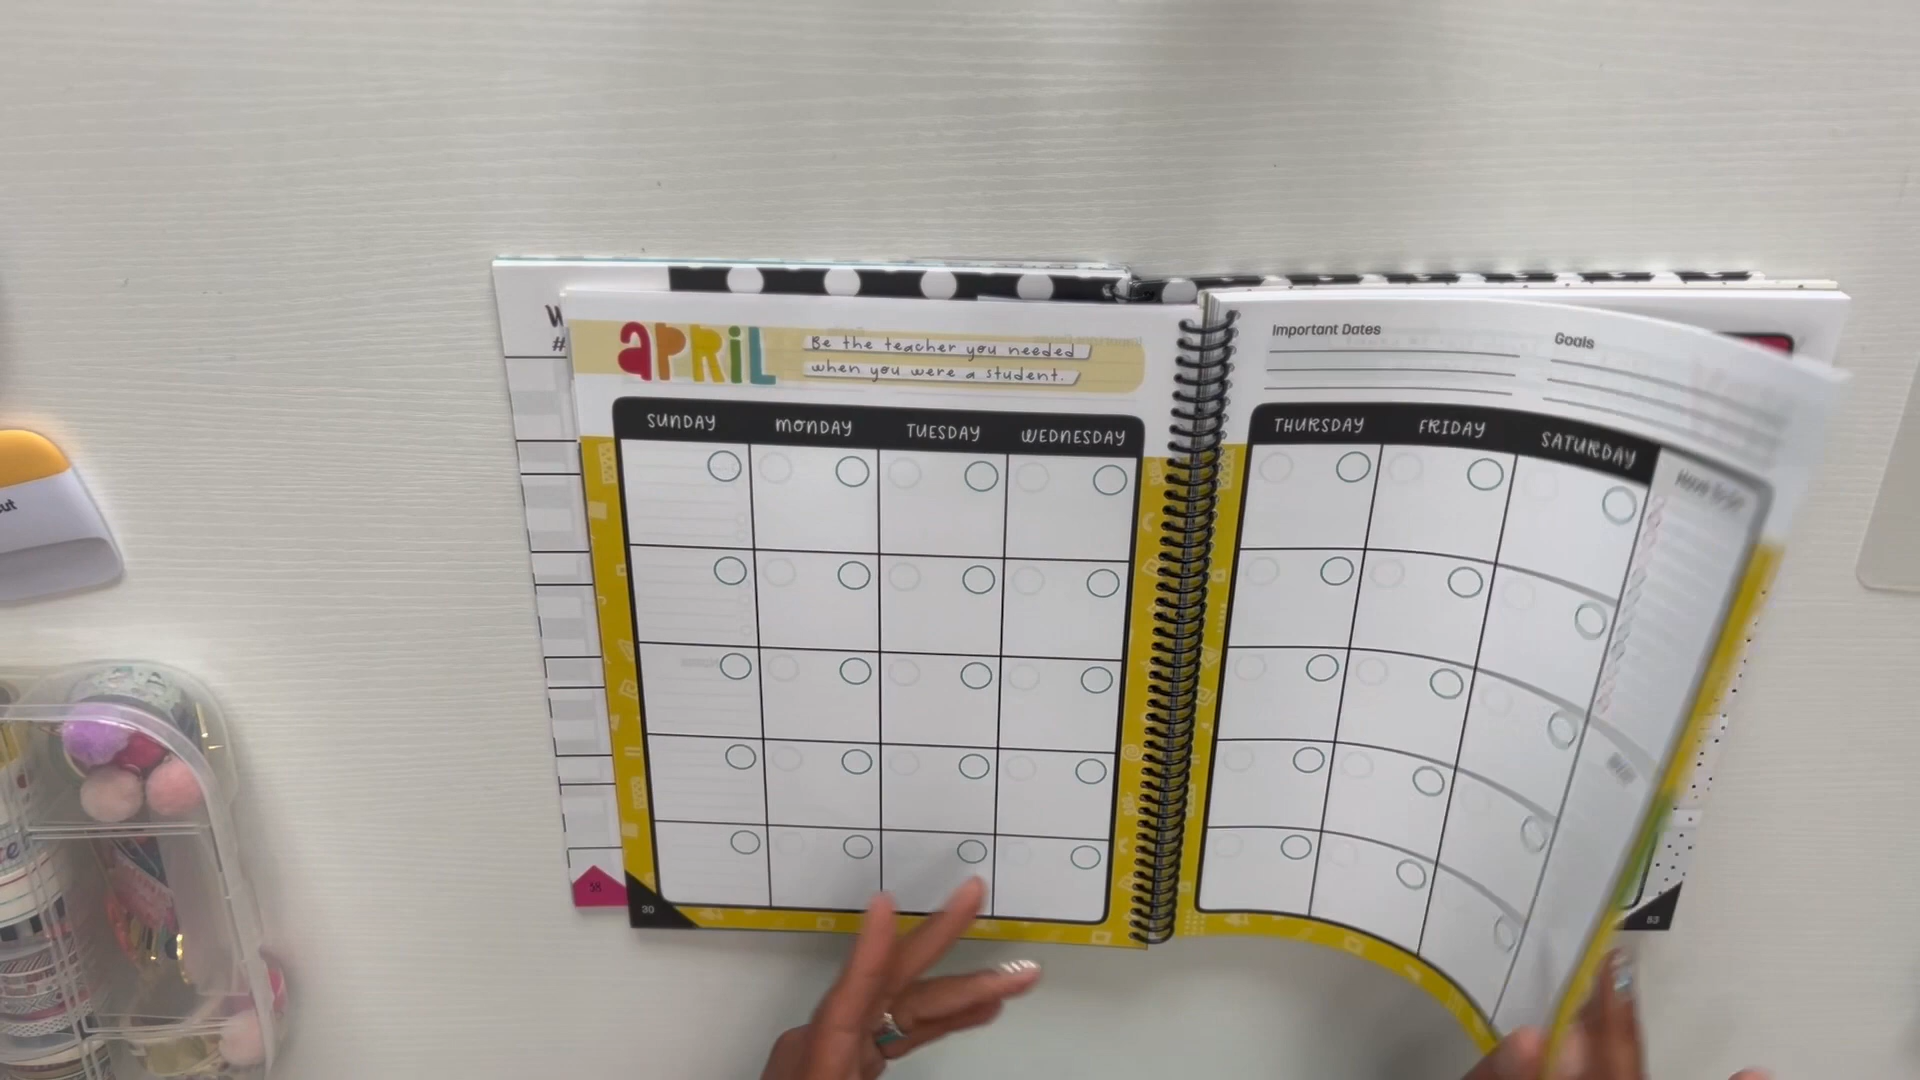 APRIL
Be the teacher you needed
when you were a student.
Important Dates
Goals
SUNDAY
MONDAY
TUESDAY
WEDNESDAY
THURSDAY
FRIDAY
SATURDAY
#
30
53